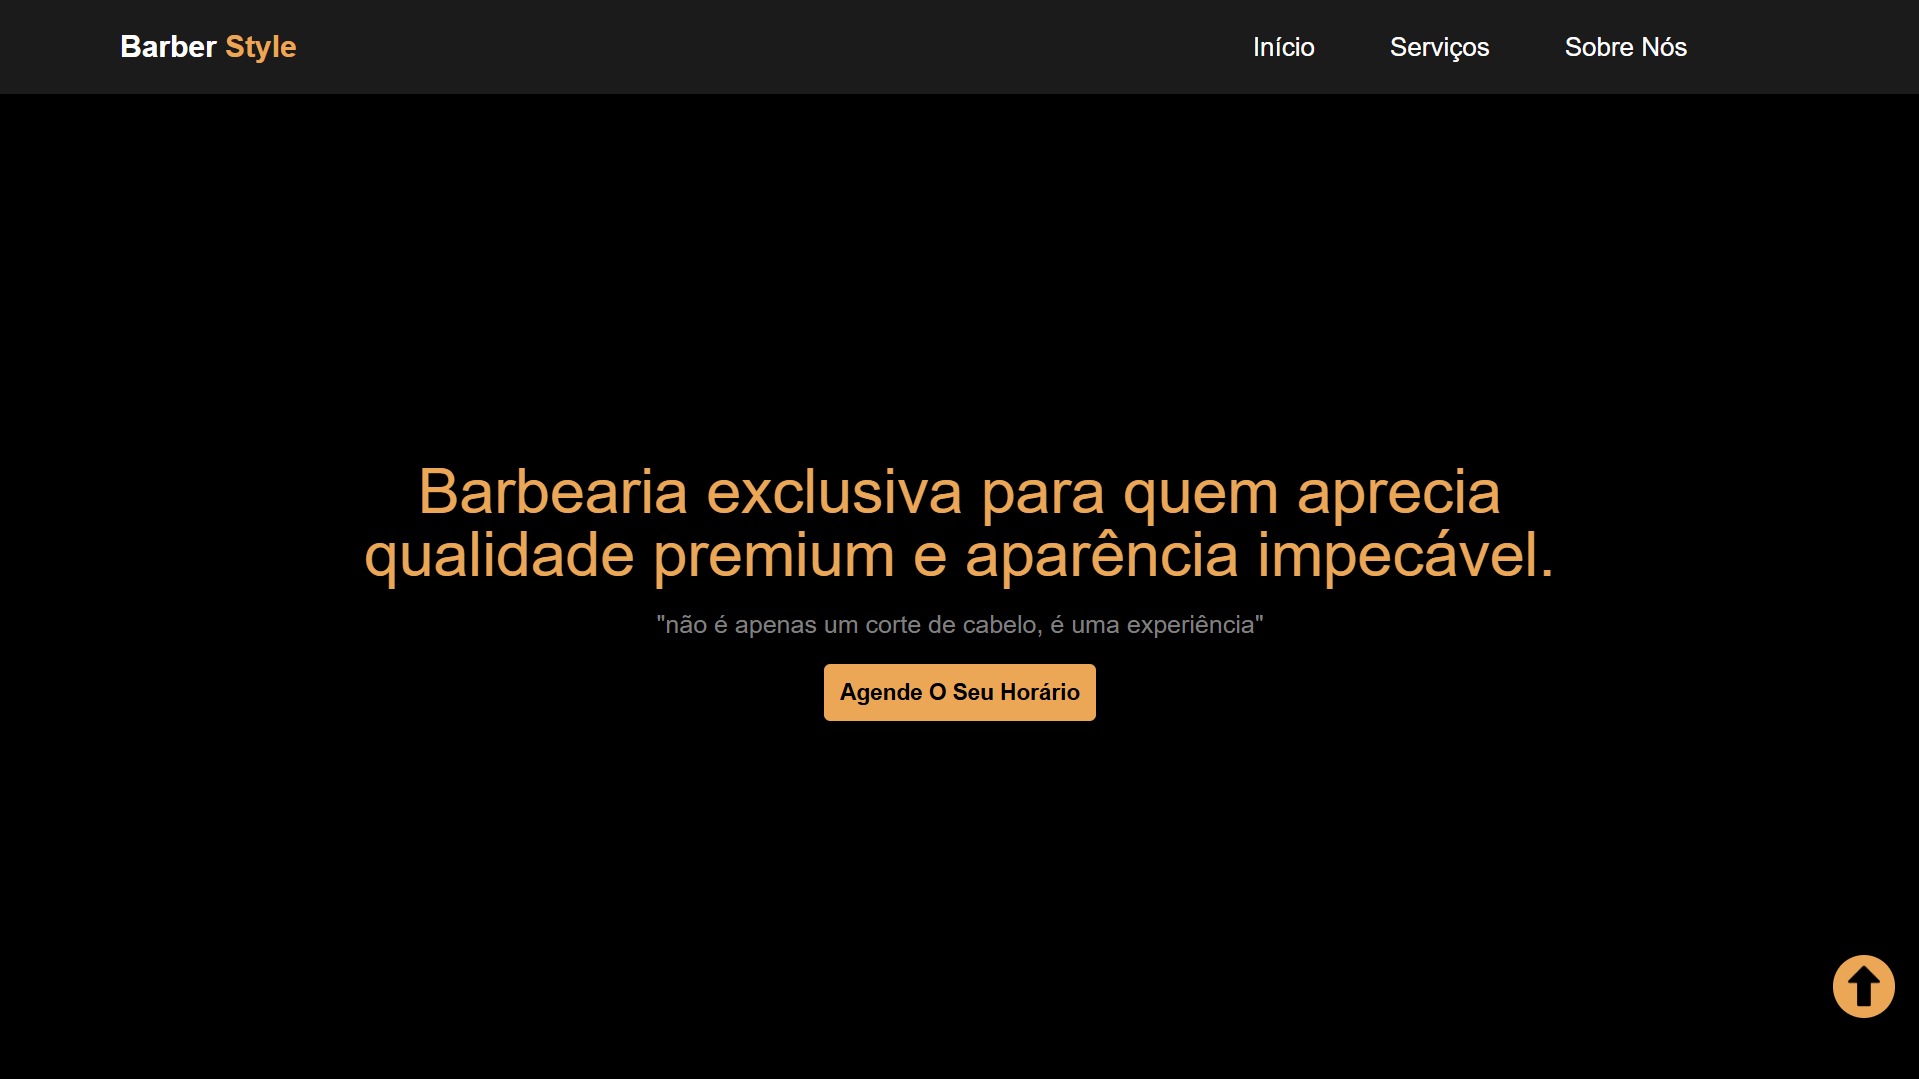 Barber Style
Início
Serviços
Sobre Nós
Barbearia exclusiva para quem aprecia
qualidade premium e aparência impecável.
"não é apenas um corte de cabelo, é uma experiência"
Agende O Seu Horário